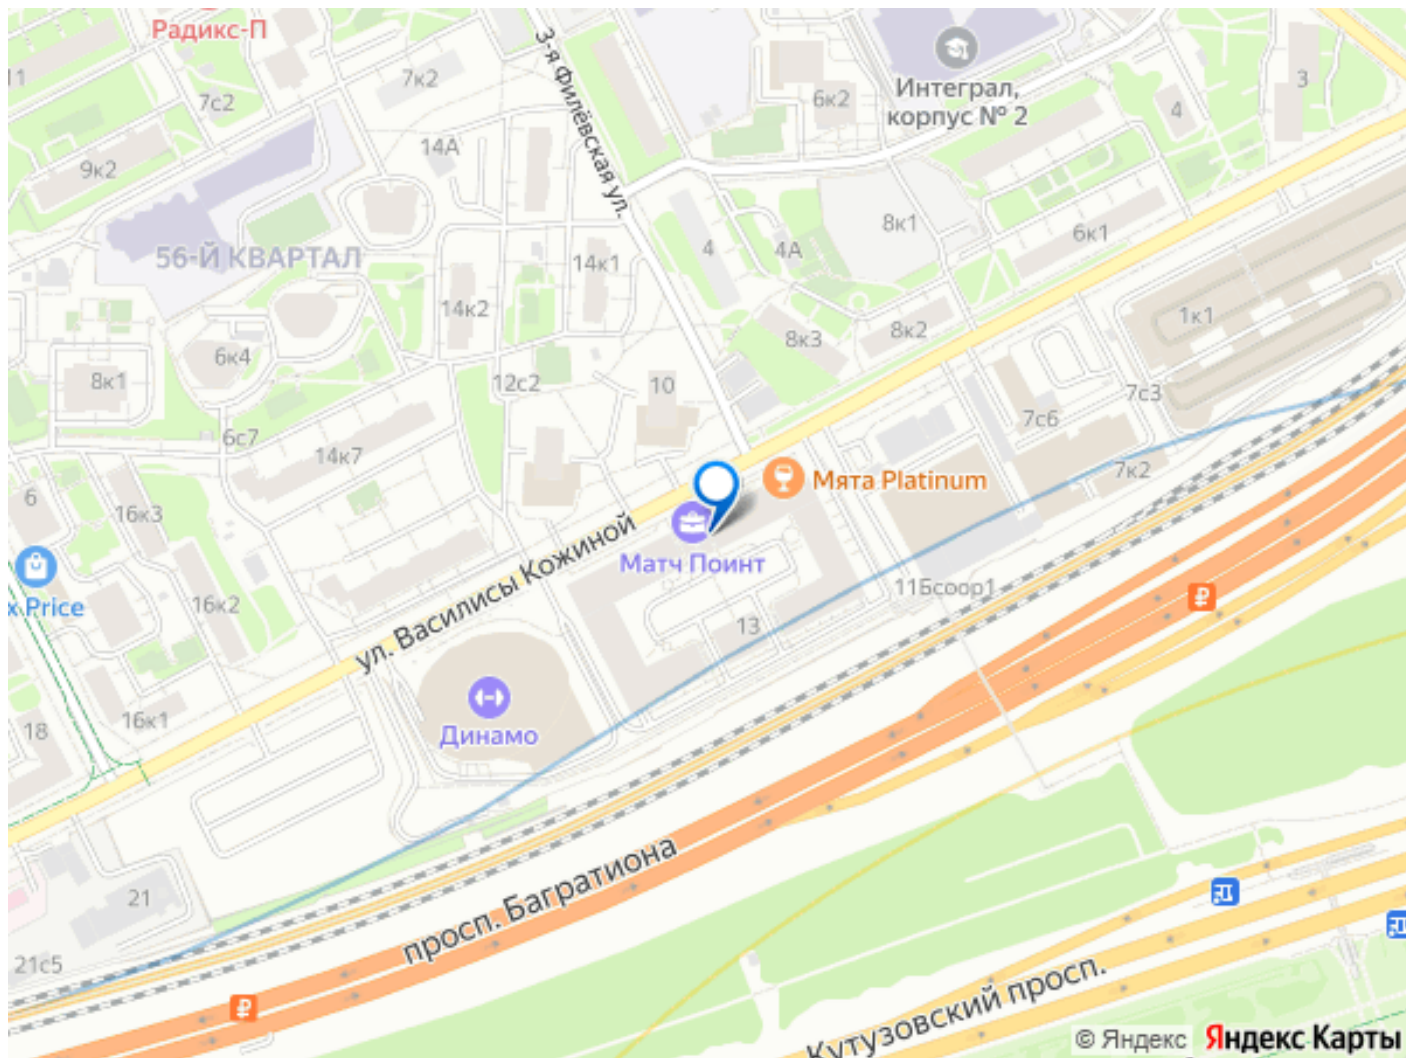 Радикс-П
11
7к2
7с2
9к2
14А
3-я Филёвская ул.
6к2
Интеграл,
корпус № 2
3
4
56-Й КВАРТАЛ
14к1
14к2
4
4А
8к1
6к1
8к3
8к2
1к1
6к4
8к1
12с2
10
7с3
7с6
6с7
14к7
7к2
6
16к3
Мята Platinum
Матч Поинт
ул. Василисы Кожиной
x Price
16к2
11Бсоор1
13
16к1
18
Динамо
21
21с5
просп. Багратиона
Кутузовский просп.
© Яндекс
Яндекс Карты